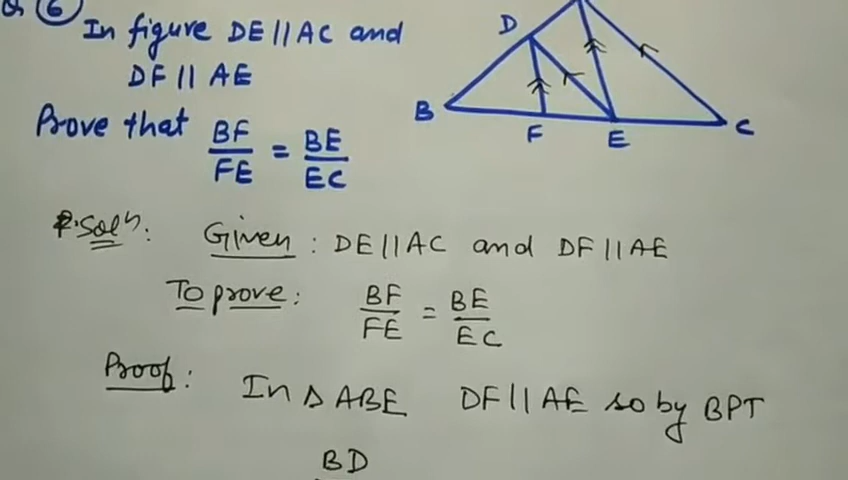 Q (6)
In figure DE || AC and
DF || AE
Prove that BF/FE = BE/EC
D
B
F
E
C
Soln:
Given: DE || AC and DF || AE
To prove: BF/FE = BE/EC
Proof: In Δ ABE DF || AE so by BPT
BD